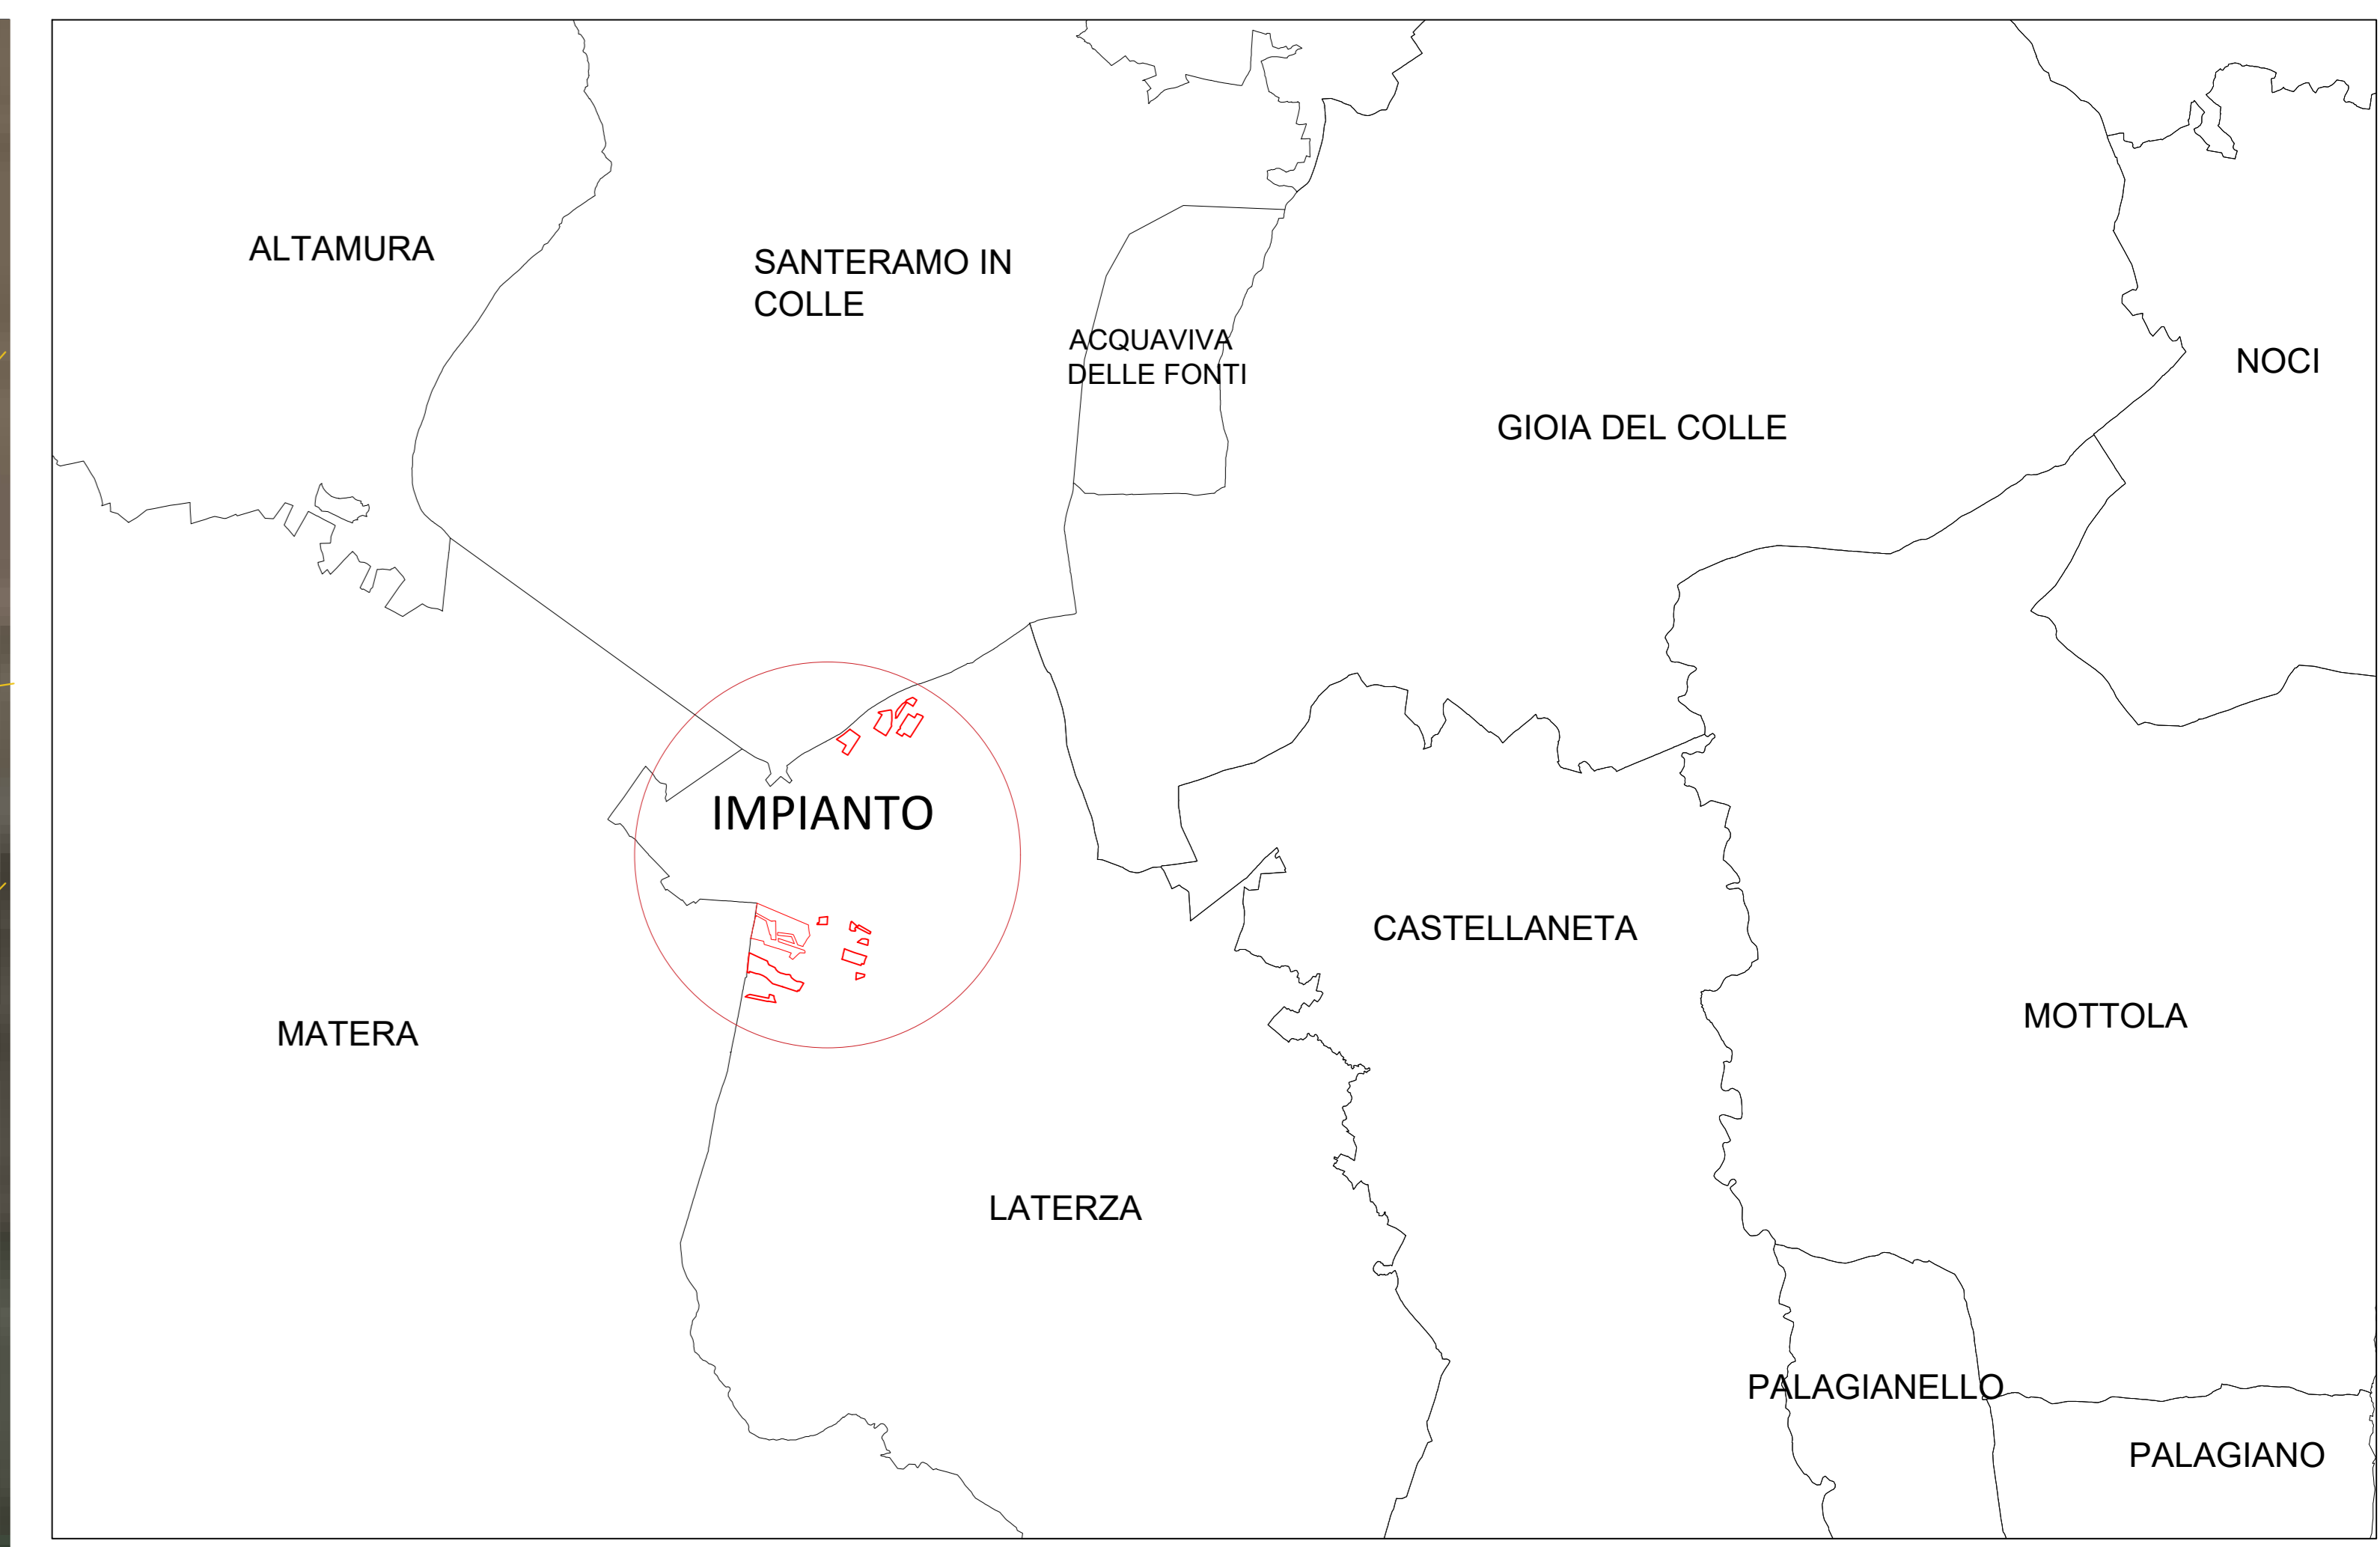 ALTAMURA
SANTERAMO IN
COLLE
ACQUAVIVA
DELLE FONTI
NOCI
GIOIA DEL COLLE
IMPIANTO
CASTELLANETA
MOTTOLA
MATERA
LATERZA
PALAGIANELLO
PALAGIANO